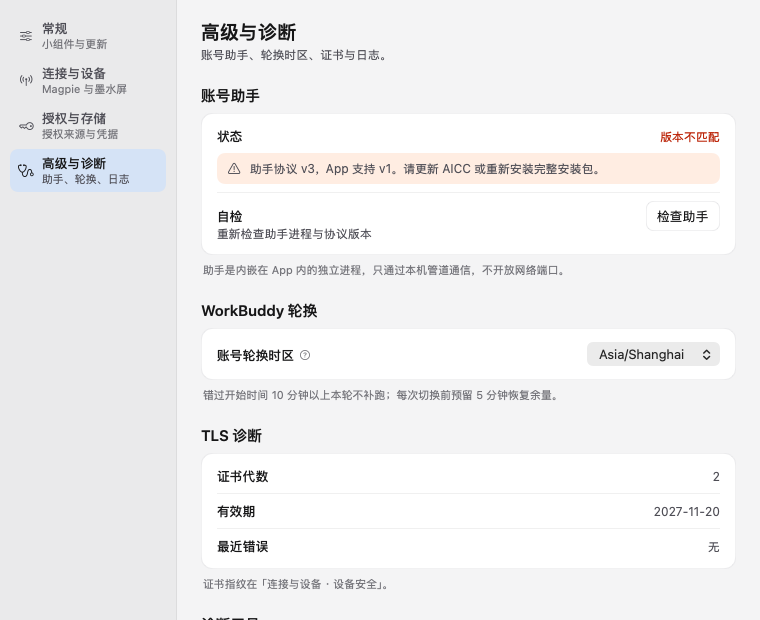 常规
小组件与更新
连接与设备
Magpie 与墨水屏
授权与存储
授权来源与凭据
高级与诊断
助手、轮换、日志
高级与诊断
账号助手、轮换时区、证书与日志。
账号助手
状态
版本不匹配
助手协议 v3，App 支持 v1。请更新 AICC 或重新安装完整安装包。
自检
重新检查助手进程与协议版本
检查助手
助手是内嵌在 App 内的独立进程，只通过本机管道通信，不开放网络端口。
WorkBuddy 轮换
账号轮换时区
Asia/Shanghai
错过开始时间 10 分钟以上本轮不补跑；每次切换前预留 5 分钟恢复余量。
TLS 诊断
证书代数
2
有效期
2027-11-20
最近错误
无
证书指纹在「连接与设备 · 设备安全」。